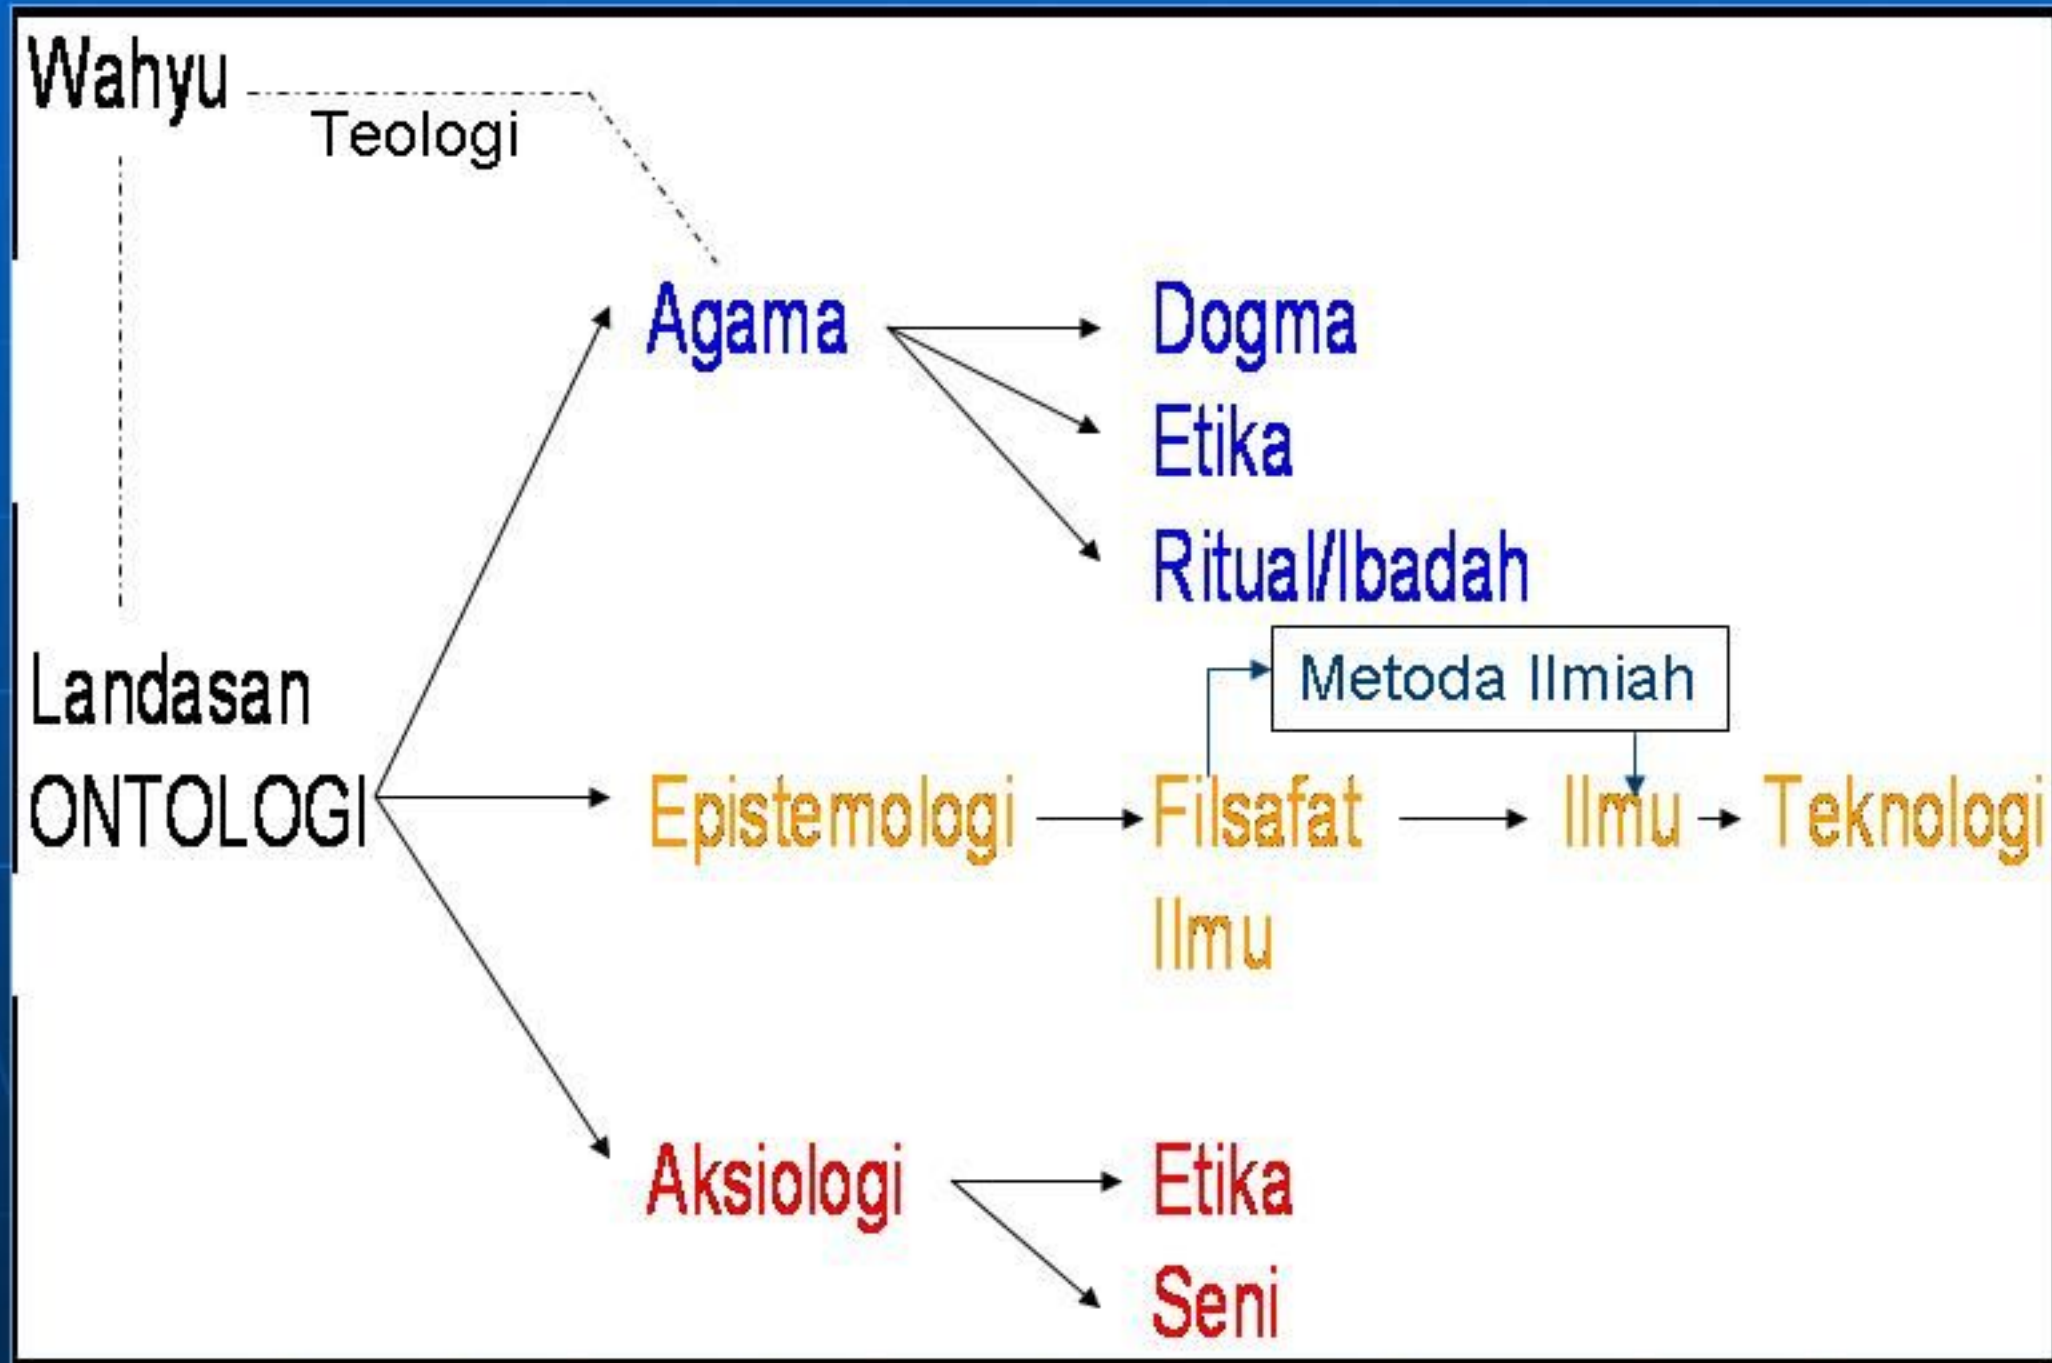 Wahyu
Teologi
Agama
Dogma
Etika
Ritual/Ibadah
Metoda Ilmiah
Landasan
ONTOLOGI
Epistemologi
Filsafat
Ilmu
Ilmu
Teknologi
Aksiologi
Etika
Seni